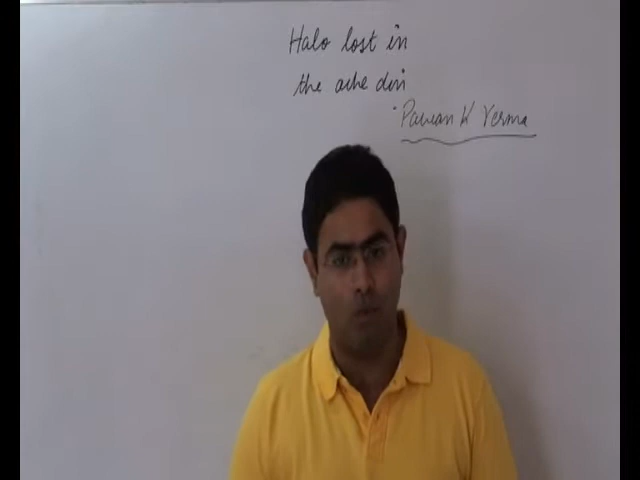 Halo lost in
the ache din
Pawan K Verma